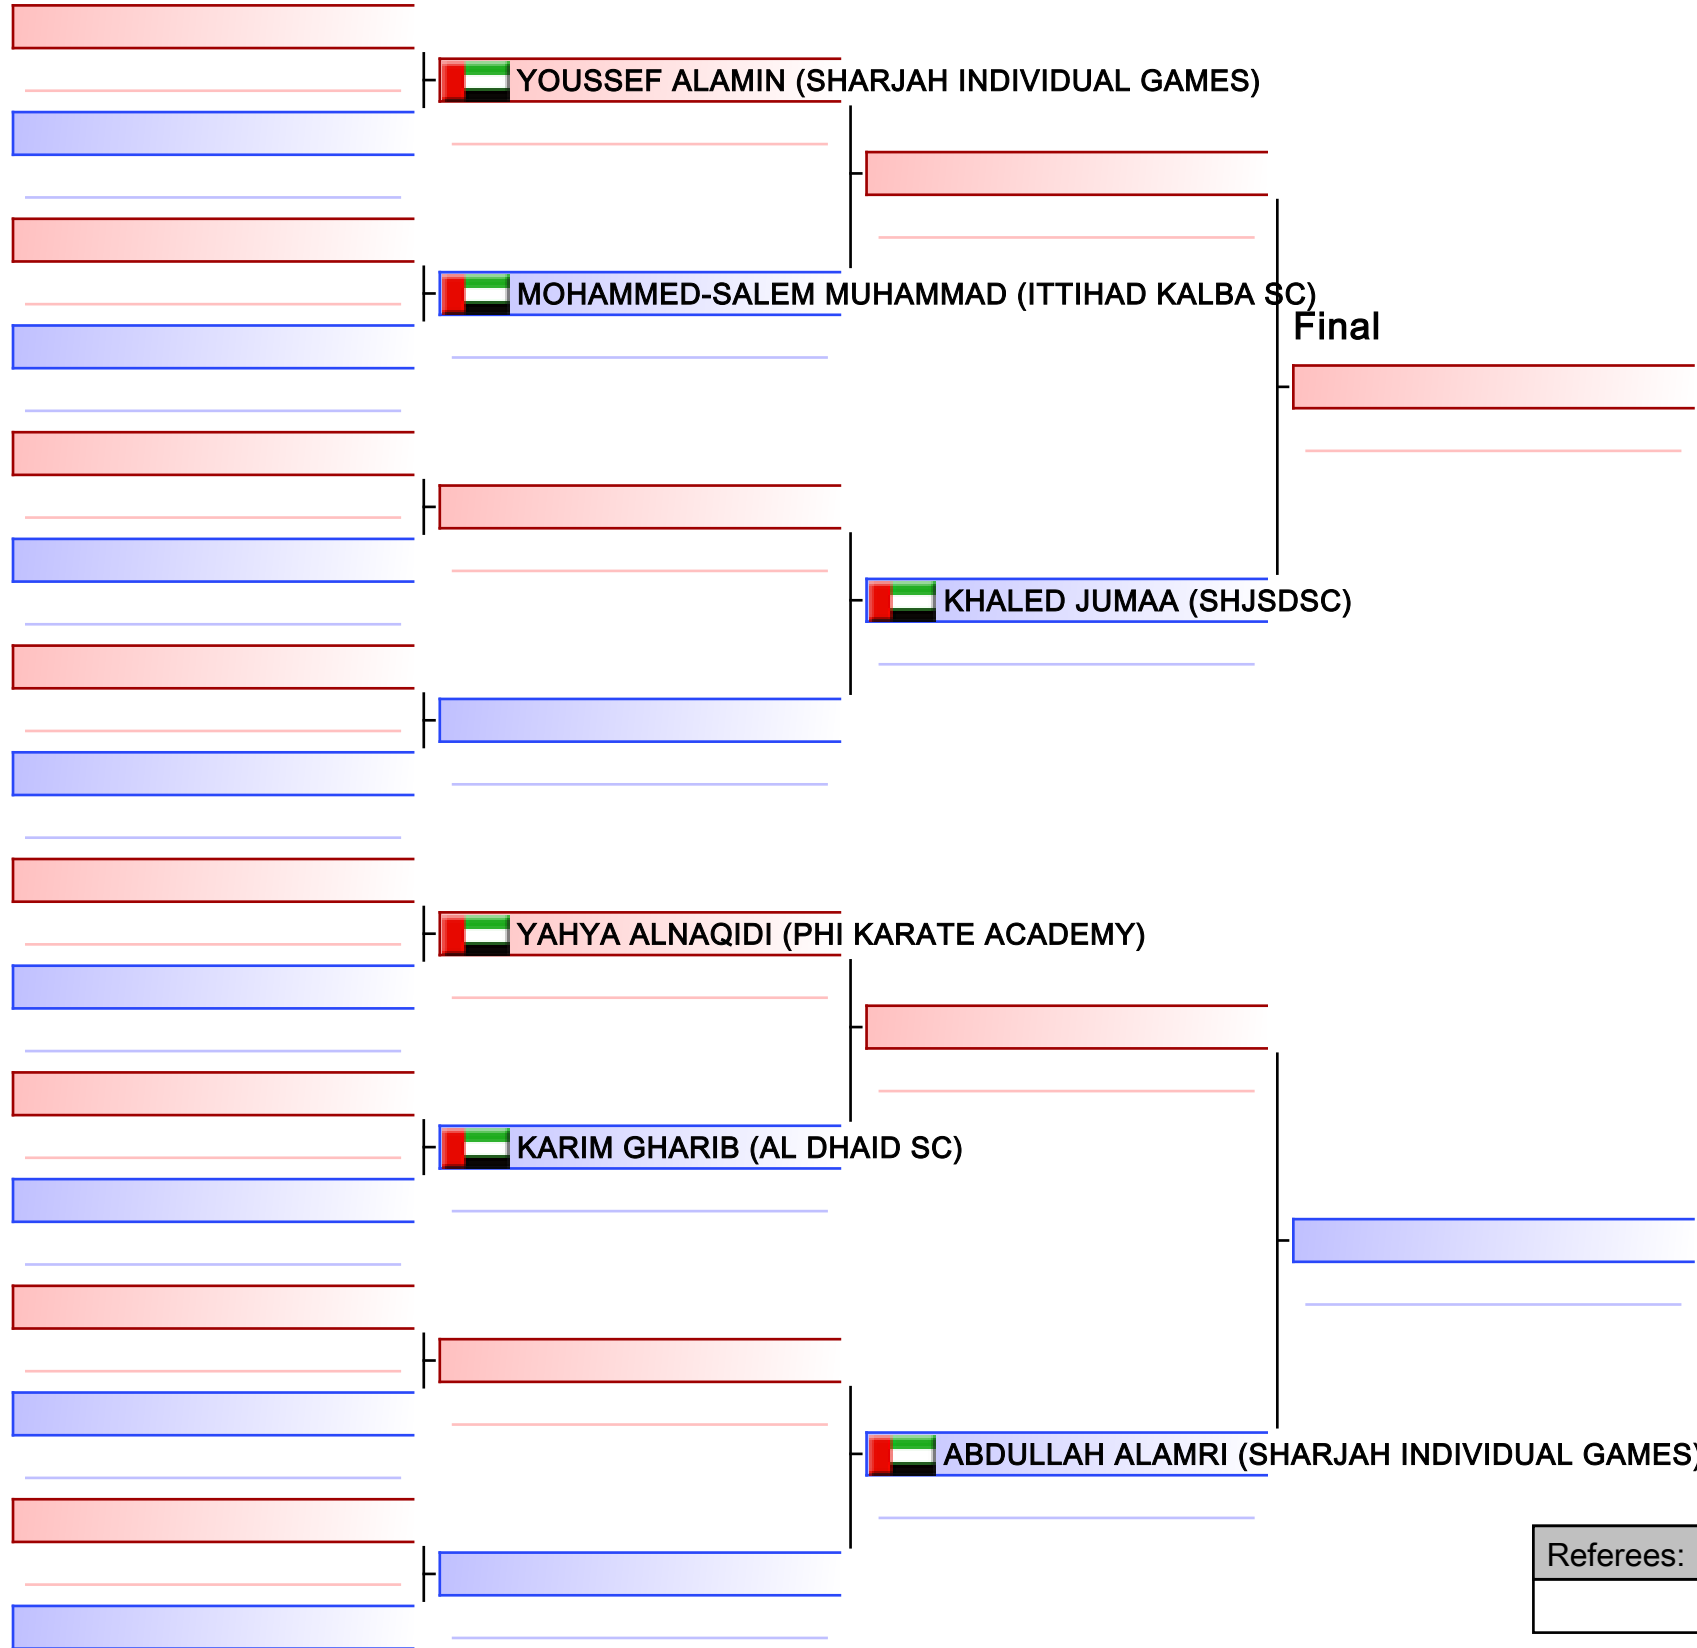 YOUSSEF ALAMIN (SHARJAH INDIVIDUAL GAMES)
MOHAMMED-SALEM MUHAMMAD (ITTIHAD KALBA SC)
Final
KHALED JUMAA (SHJSDSC)
YAHYA ALNAQIDI (PHI KARATE ACADEMY)
KARIM GHARIB (AL DHAID SC)
ABDULLAH ALAMRI (SHARJAH INDIVIDUAL GAMES)
Referees: